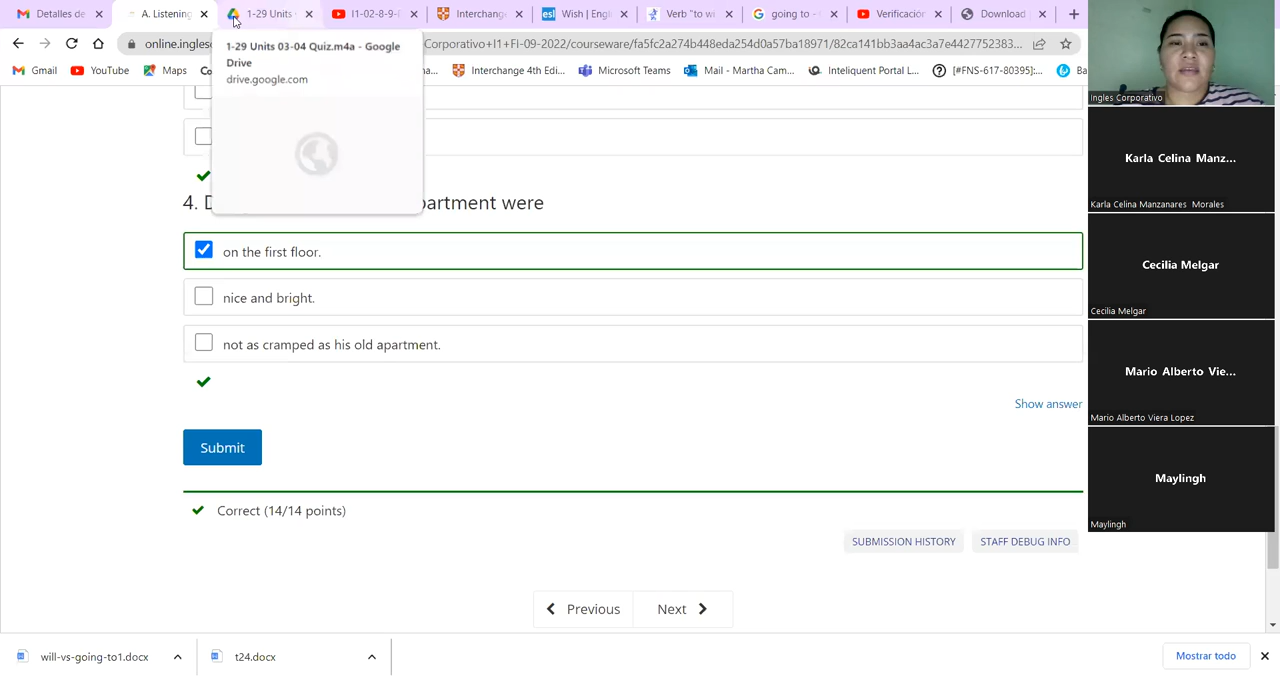 Detalles de
A. Listening
1-29 Units
I1-02-8-9-
Interchang
Wish | Engl
Verb "to w
going to -
Verificación
Download
online.inglesc
Corporativo+I1+FI-09-2022/courseware/fa5fc2a274b448eda254d0a57ba18971/82ca141bb3aa4ac3a7e4427752383...
Gmail
YouTube
Maps
Co
ma...
Interchange 4th Edi...
Microsoft Teams
Mail - Martha Cam...
Inteliquent Portal L...
[#FNS-617-80395]:...
Ba
1-29 Units 03-04 Quiz.m4a - Google
Drive
drive.google.com
4. D
partment were
on the first floor.
nice and bright.
not as cramped as his old apartment.
Show answer
Submit
Correct (14/14 points)
SUBMISSION HISTORY
STAFF DEBUG INFO
Previous
Next
will-vs-going-to1.docx
t24.docx
Mostrar todo
Ingles Corporativo
Karla Celina Manz...
Karla Celina Manzanares Morales
Cecilia Melgar
Cecilia Melgar
Mario Alberto Vie...
Mario Alberto Viera Lopez
Maylingh
Maylingh